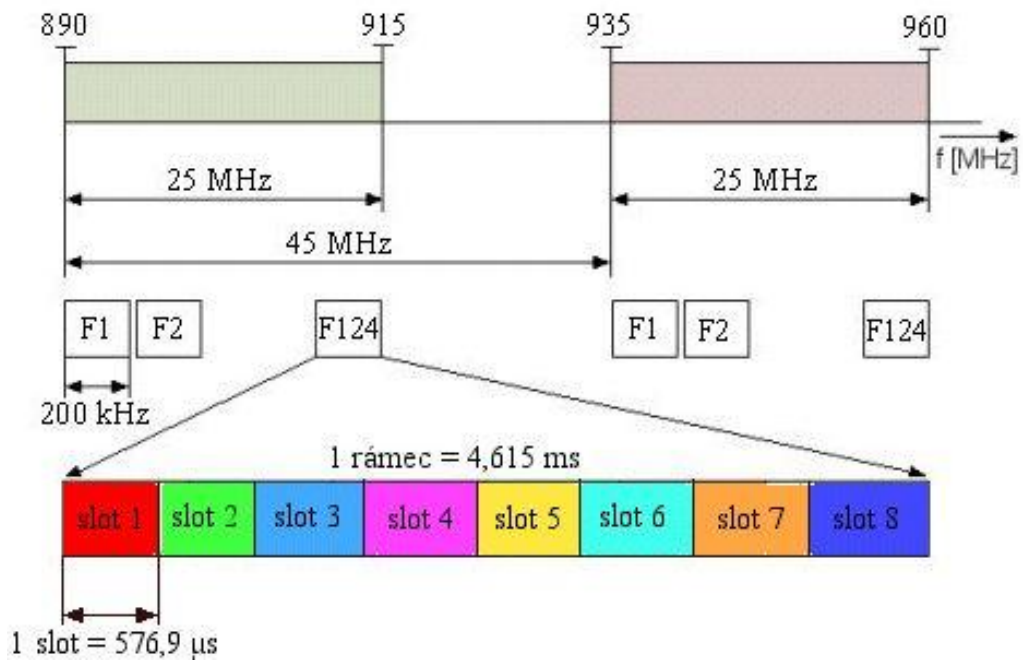 890 915 935 960
f [MHz]
25 MHz 25 MHz
45 MHz
F1 F2 F124 F1 F2 F124
200 kHz
1 rámec = 4,615 ms
slot 1 slot 2 slot 3 slot 4 slot 5 slot 6 slot 7 slot 8
1 slot = 576,9 µs